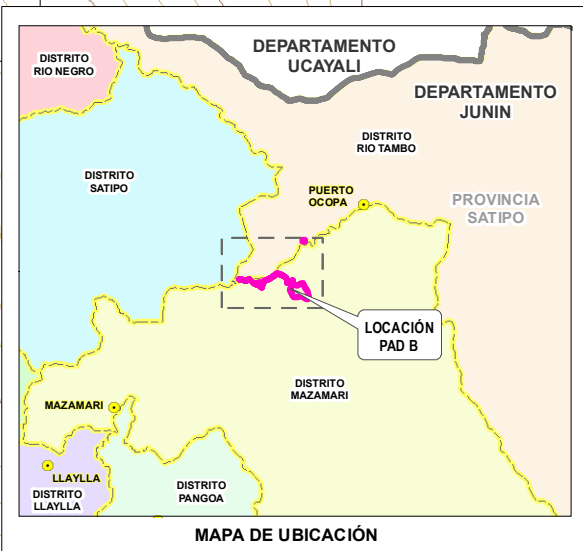 DISTRITO
RIO NEGRO
DEPARTAMENTO
UCAYALI
DEPARTAMENTO
JUNIN
DISTRITO
RIO TAMBO
DISTRITO
SATIPO
PUERTO
OCOPA
PROVINCIA
SATIPO
LOCACIÓN
PAD B
DISTRITO
MAZAMARI
MAZAMARI
LLAYLLA
DISTRITO
LLAYLLA
DISTRITO
PANGOA
MAPA DE UBICACIÓN